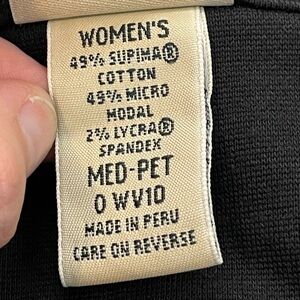 WOMEN'S
49% SUPIMA®
COTTON
49% MICRO
MODAL
2% LYCRA®
SPANDEX
MED-PET
0 WV10
MADE IN PERU
CARE ON REVERSE